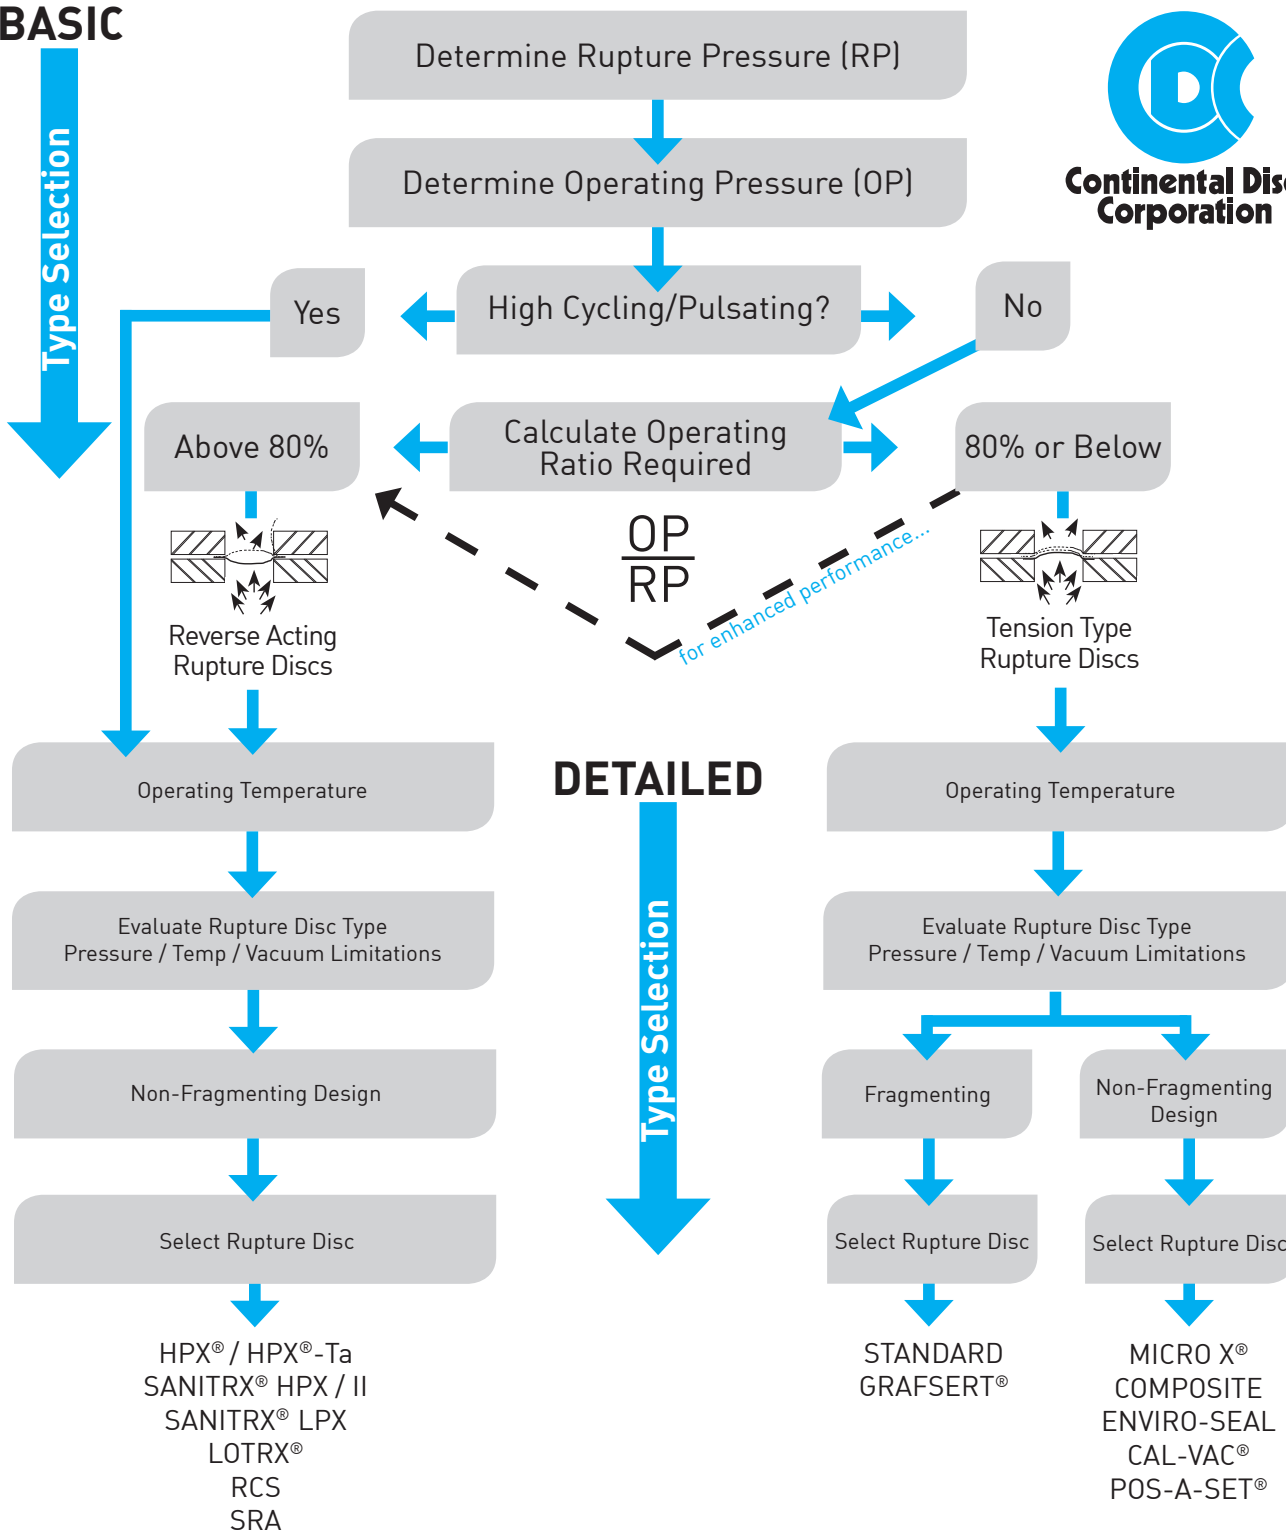 BASIC
Type Selection
Determine Rupture Pressure (RP)
Determine Operating Pressure (OP)
Continental Disc
Corporation
Yes
High Cycling/Pulsating?
No
Above 80%
Calculate Operating
Ratio Required
80% or Below
OP
RP
for enhanced performance...
Reverse Acting
Rupture Discs
Tension Type
Rupture Discs
DETAILED
Type Selection
Operating Temperature
Operating Temperature
Evaluate Rupture Disc Type
Pressure / Temp / Vacuum Limitations
Evaluate Rupture Disc Type
Pressure / Temp / Vacuum Limitations
Non-Fragmenting Design
Fragmenting
Non-Fragmenting
Design
Select Rupture Disc
Select Rupture Disc
Select Rupture Disc
HPX® / HPX®-Ta
SANITRX® HPX / II
SANITRX® LPX
LOTRX®
RCS
SRA
STANDARD
GRAFSERT®
MICRO X®
COMPOSITE
ENVIRO-SEAL
CAL-VAC®
POS-A-SET®